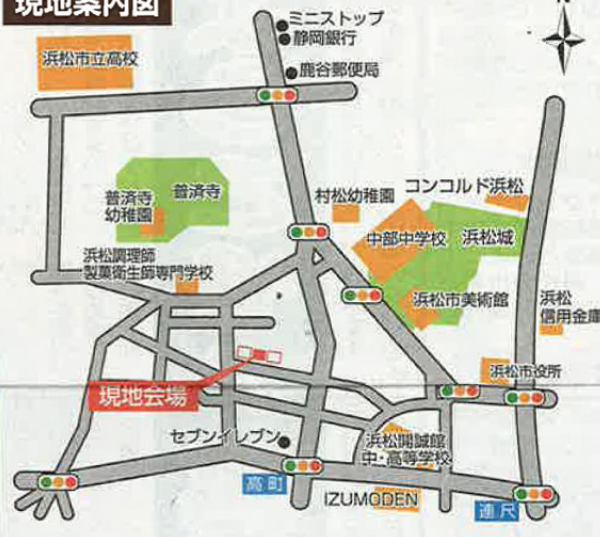 現地案内図
ミニストップ
静岡銀行
浜松市立高校
鹿谷郵便局
普済寺
普済寺
幼稚園
村松幼稚園
コンコルド浜松
中部中学校
浜松城
浜松調理師
製菓衛生師専門学校
浜松市美術館
浜松
信用金庫
浜松市役所
現地会場
セブンイレブン
浜松開誠館
中・高等学校
高町
IZUMODEN
連尺